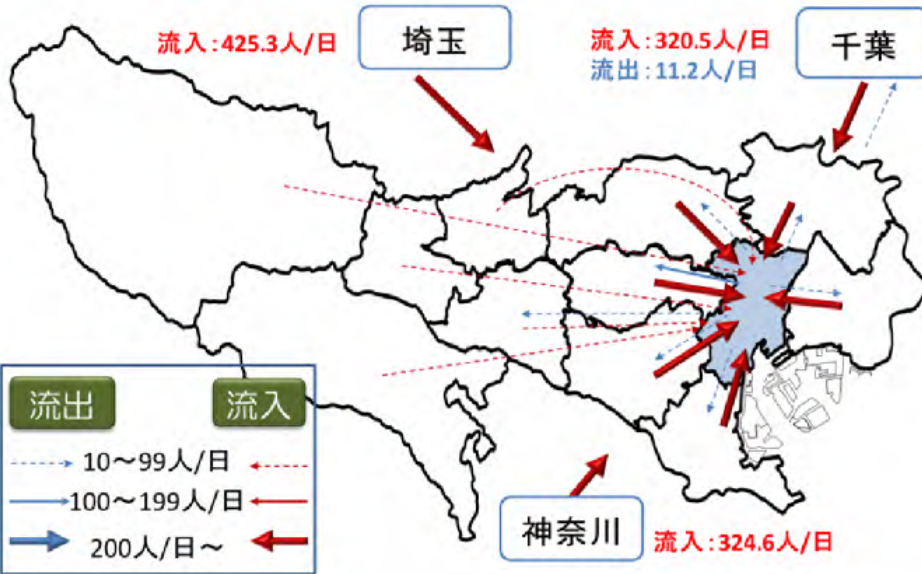 流入:425.3人/日
埼玉
流入:320.5人/日
流出:11.2人/日
千葉
流出
流入
10〜99人/日
100〜199人/日
200人/日〜
神奈川
流入:324.6人/日